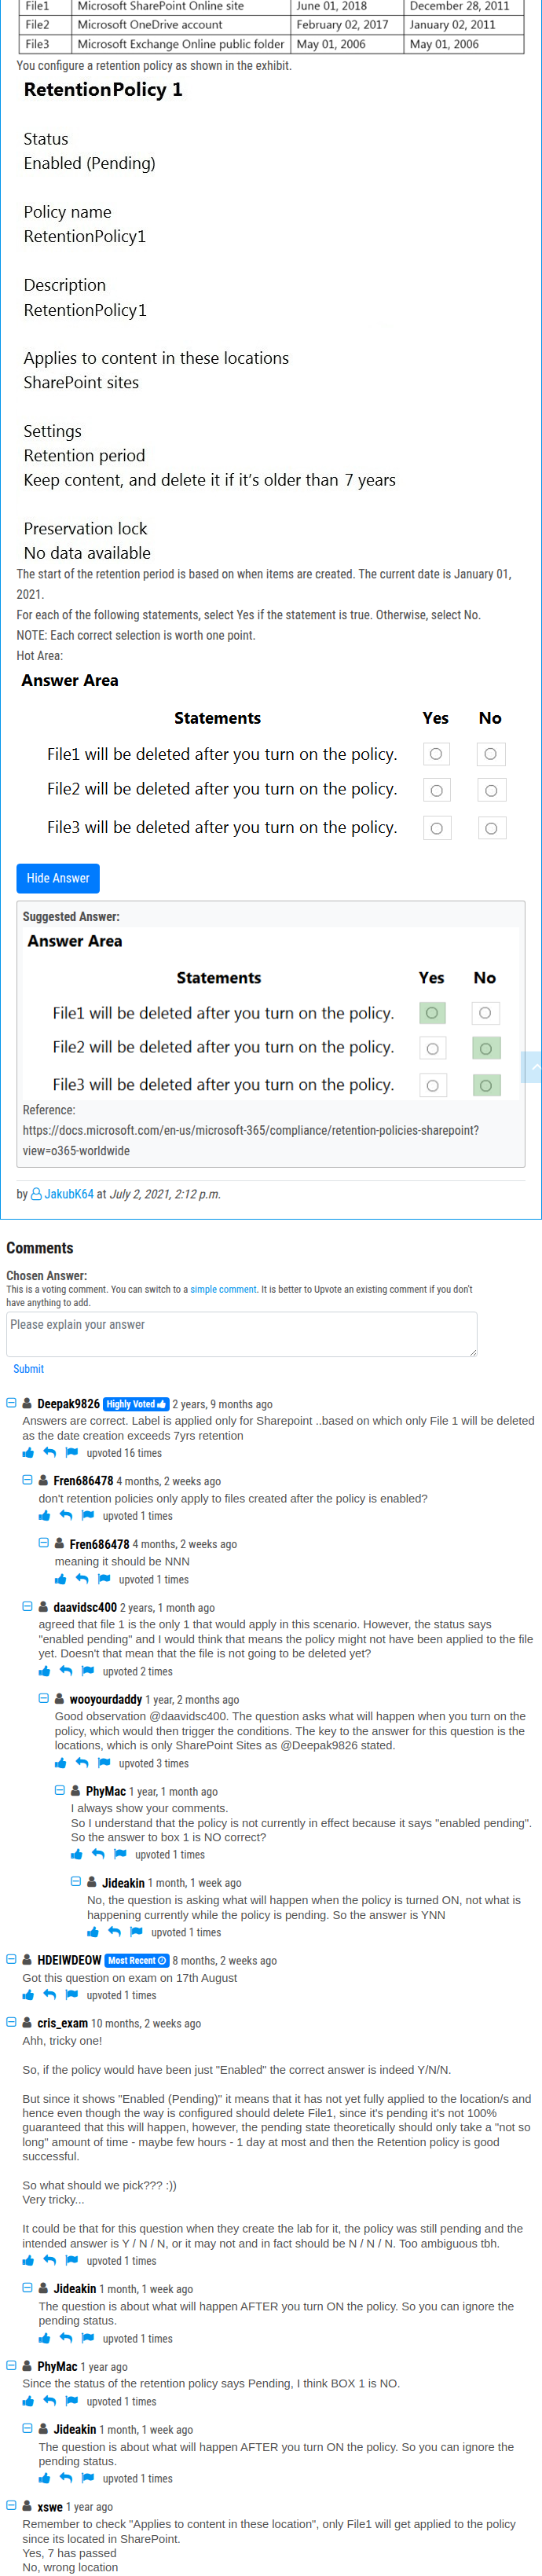 File1 Microsoft SharePoint Online site June 01, 2018 December 28, 2011
File2 Microsoft OneDrive account February 02, 2017 January 02, 2011
File3 Microsoft Exchange Online public folder May 01, 2006 May 01, 2006
You configure a retention policy as shown in the exhibit.
RetentionPolicy 1
Status
Enabled (Pending)
Policy name
RetentionPolicy1
Description
RetentionPolicy1
Applies to content in these locations
SharePoint sites
Settings
Retention period
Keep content, and delete it if it's older than 7 years
Preservation lock
No data available
The start of the retention period is based on when items are created. The current date is January 01,
2021.
For each of the following statements, select Yes if the statement is true. Otherwise, select No.
NOTE: Each correct selection is worth one point.
Hot Area:
Answer Area
Statements Yes No
File1 will be deleted after you turn on the policy.
File2 will be deleted after you turn on the policy.
File3 will be deleted after you turn on the policy.
Hide Answer
Suggested Answer:
Answer Area
Statements Yes No
File1 will be deleted after you turn on the policy.
File2 will be deleted after you turn on the policy.
File3 will be deleted after you turn on the policy.
Reference:
https://docs.microsoft.com/en-us/microsoft-365/compliance/retention-policies-sharepoint?
view=o365-worldwide
by JakubK64 at July 2, 2021, 2:12 p.m.
Comments
Chosen Answer:
This is a voting comment. You can switch to a simple comment. It is better to Upvote an existing comment if you don't
have anything to add.
Please explain your answer
Submit
Deepak9826 Highly Voted 2 years, 9 months ago
Answers are correct. Label is applied only for Sharepoint ..based on which only File 1 will be deleted
as the date creation exceeds 7yrs retention
upvoted 16 times
Fren686478 4 months, 2 weeks ago
don't retention policies only apply to files created after the policy is enabled?
upvoted 1 times
Fren686478 4 months, 2 weeks ago
meaning it should be NNN
upvoted 1 times
daavidsc400 2 years, 1 month ago
agreed that file 1 is the only 1 that would apply in this scenario. However, the status says
"enabled pending" and I would think that means the policy might not have been applied to the file
yet. Doesn't that mean that the file is not going to be deleted yet?
upvoted 2 times
wooyourdaddy 1 year, 2 months ago
Good observation @daavidsc400. The question asks what will happen when you turn on the
policy, which would then trigger the conditions. The key to the answer for this question is the
locations, which is only SharePoint Sites as @Deepak9826 stated.
upvoted 3 times
PhyMac 1 year, 1 month ago
I always show your comments.
So I understand that the policy is not currently in effect because it says "enabled pending".
So the answer to box 1 is NO correct?
upvoted 1 times
Jideakin 1 month, 1 week ago
No, the question is asking what will happen when the policy is turned ON, not what is
happening currently while the policy is pending. So the answer is YNN
upvoted 1 times
HDEIWDEOW Most Recent 8 months, 2 weeks ago
Got this question on exam on 17th August
upvoted 1 times
cris_exam 10 months, 2 weeks ago
Ahh, tricky one!
So, if the policy would have been just "Enabled" the correct answer is indeed Y/N/N.
But since it shows "Enabled (Pending)" it means that it has not yet fully applied to the location/s and
hence even though the way is configured should delete File1, since it's pending it's not 100%
guaranteed that this will happen, however, the pending state theoretically should only take a "not so
long" amount of time - maybe few hours - 1 day at most and then the Retention policy is good
successful.
So what should we pick??? :))
Very tricky...
It could be that for this question when they create the lab for it, the policy was still pending and the
intended answer is Y / N / N, or it may not and in fact should be N / N / N. Too ambiguous tbh.
upvoted 1 times
Jideakin 1 month, 1 week ago
The question is about what will happen AFTER you turn ON the policy. So you can ignore the
pending status.
upvoted 1 times
PhyMac 1 year ago
Since the status of the retention policy says Pending, I think BOX 1 is NO.
upvoted 1 times
Jideakin 1 month, 1 week ago
The question is about what will happen AFTER you turn ON the policy. So you can ignore the
pending status.
upvoted 1 times
xswe 1 year ago
Remember to check "Applies to content in these location", only File1 will get applied to the policy
since its located in SharePoint.
Yes, 7 has passed
No, wrong location